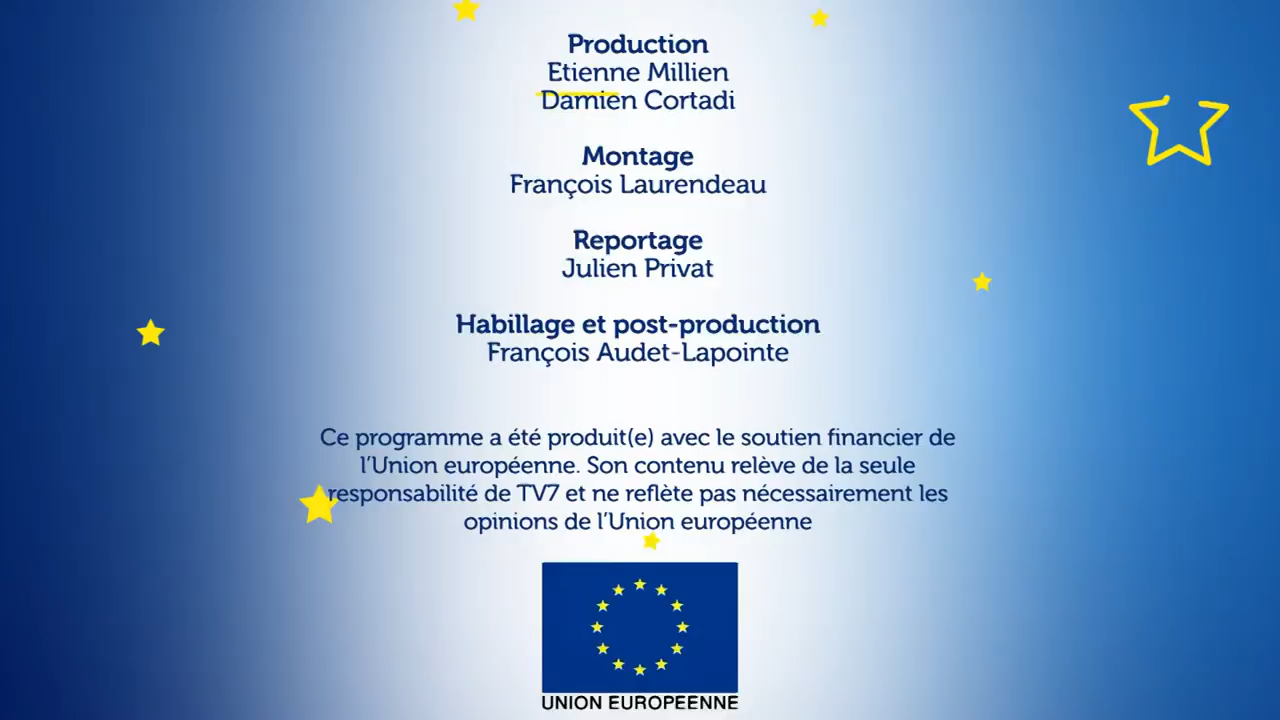 Production
Etienne Millien
Damien Cortadi
Montage
François Laurendeau
Reportage
Julien Privat
Habillage et post-production
François Audet-Lapointe
Ce programme a été produit(e) avec le soutien financier de
l'Union européenne. Son contenu relève de la seule
responsabilité de TV7 et ne reflète pas nécessairement les
opinions de l'Union européenne
UNION EUROPEENNE